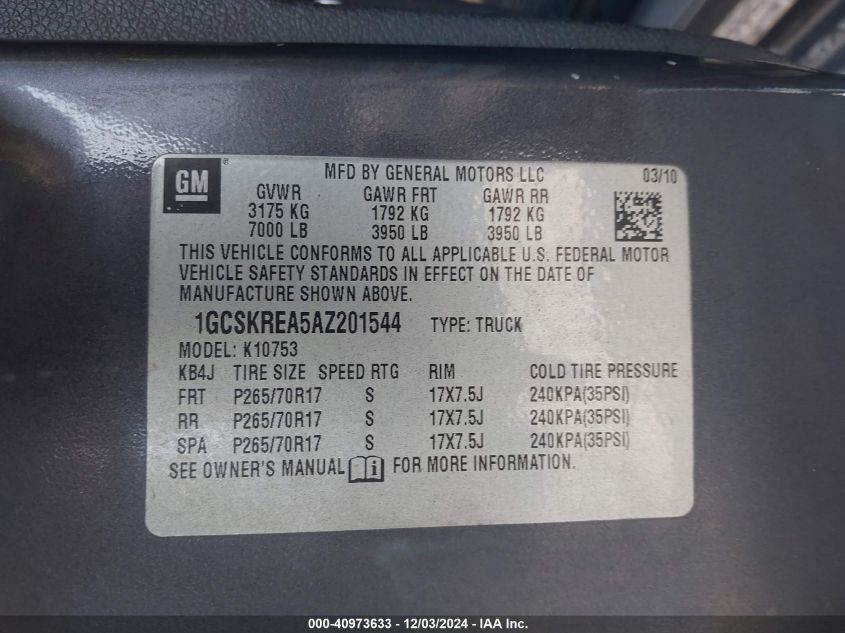 GM ® MFD BY GENERAL MOTORS LLC 03/10
GVWR GAWR FRT GAWR RR
3175 KG 1792 KG 1792 KG
7000 LB 3950 LB 3950 LB
THIS VEHICLE CONFORMS TO ALL APPLICABLE U.S. FEDERAL MOTOR
VEHICLE SAFETY STANDARDS IN EFFECT ON THE DATE OF
MANUFACTURE SHOWN ABOVE.
1GCSKREA5AZ201544 TYPE: TRUCK
MODEL: K10753
KB4J TIRE SIZE SPEED RTG RIM COLD TIRE PRESSURE
FRT P265/70R17 S 17X7.5J 240KPA(35PSI)
RR P265/70R17 S 17X7.5J 240KPA(35PSI)
SPA P265/70R17 S 17X7.5J 240KPA(35PSI)
SEE OWNER'S MANUAL i FOR MORE INFORMATION.
000-40973633 - 12/03/2024 - IAA Inc.